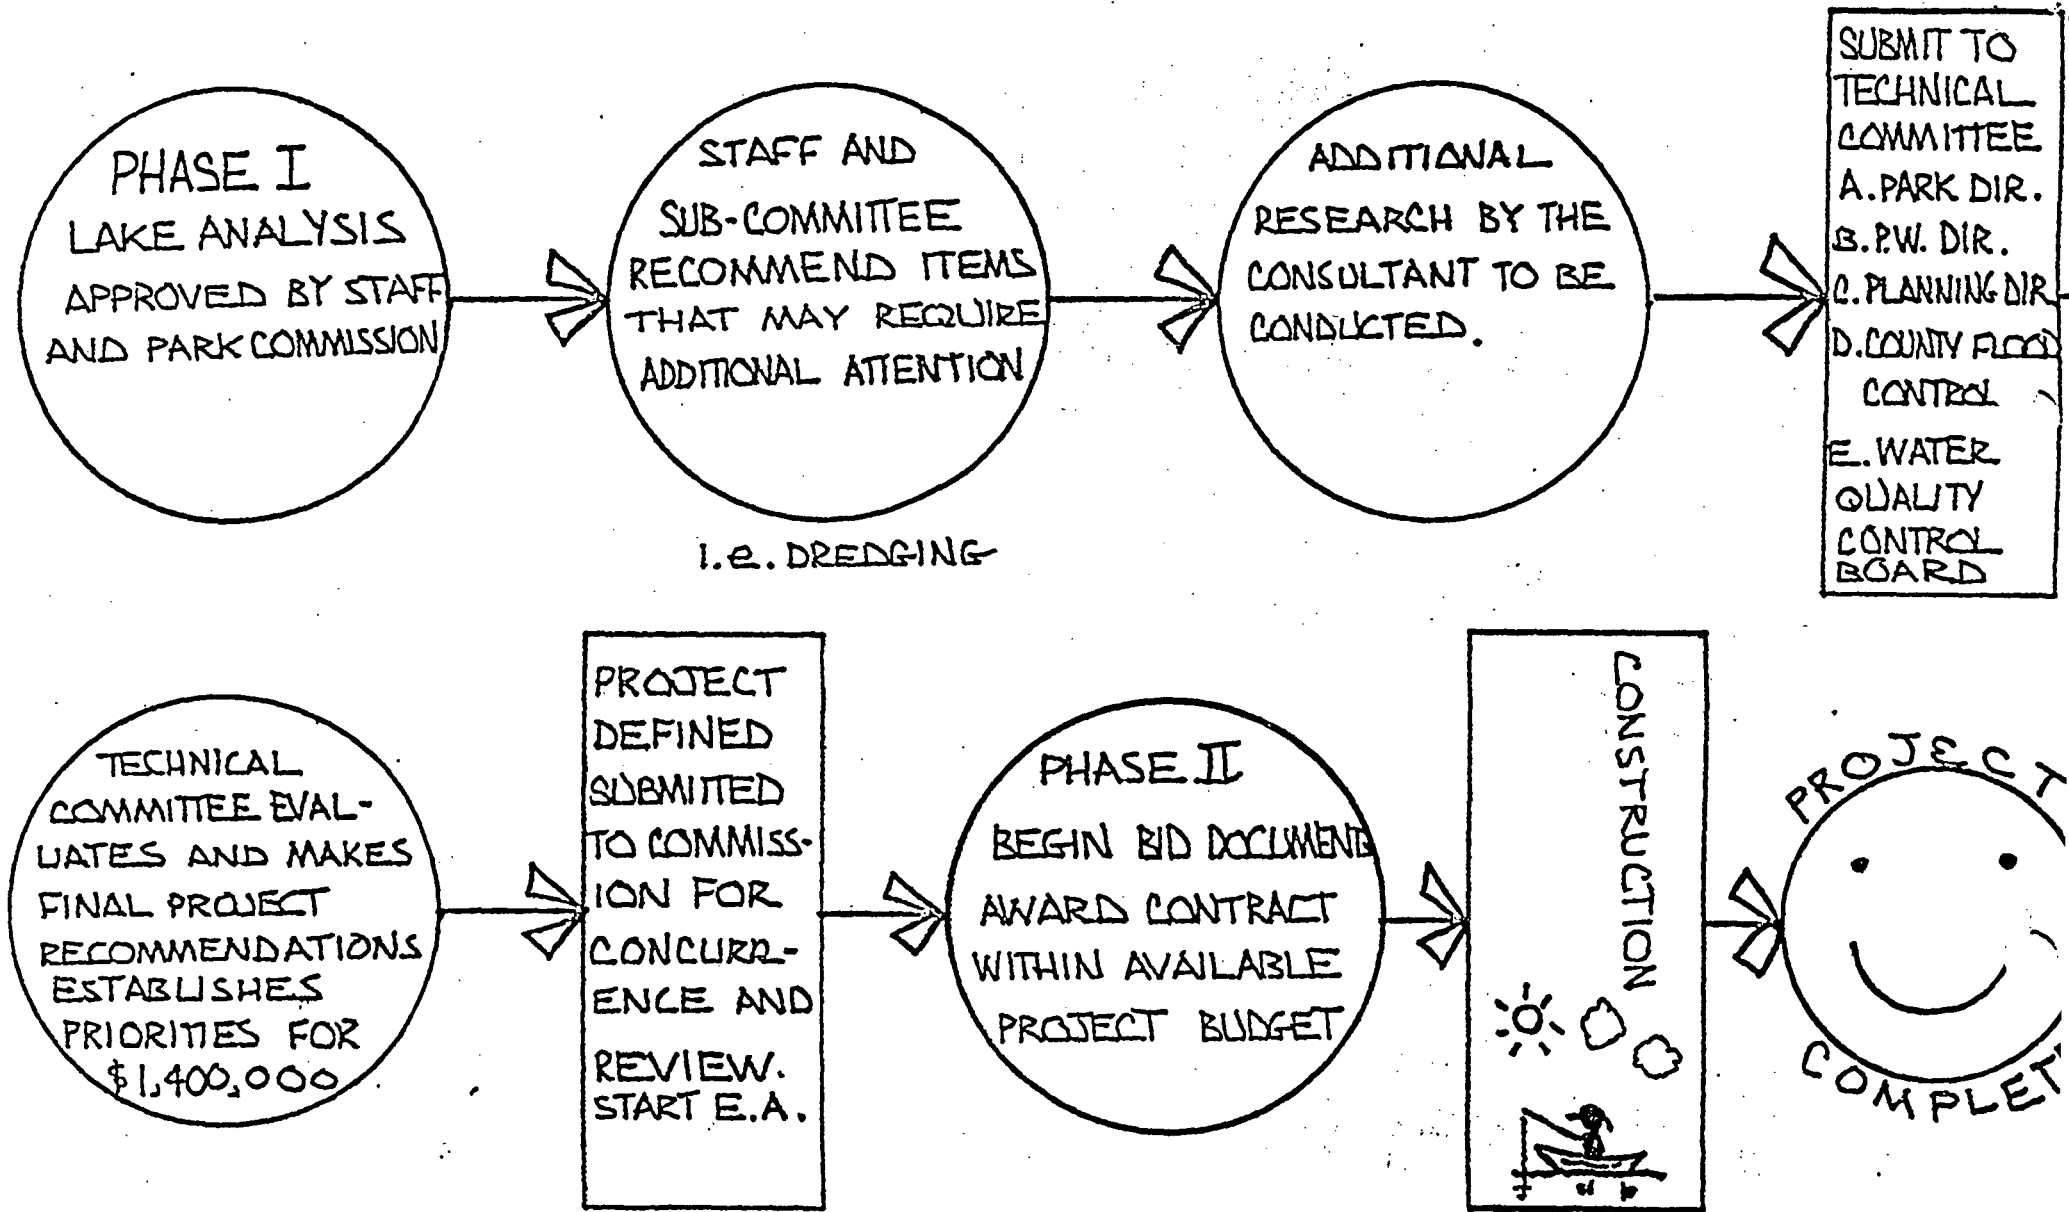 PHASE I
LAKE ANALYSIS
APPROVED BY STAFF
AND PARK COMMISSION
STAFF AND
SUB-COMMITTEE
RECOMMEND ITEMS
THAT MAY REQUIRE
ADDITIONAL ATTENTION
i.e. DREDGING
ADDITIONAL
RESEARCH BY THE
CONSULTANT TO BE
CONDUCTED.
SUBMIT TO
TECHNICAL
COMMITTEE
A. PARK DIR.
B. P.W. DIR.
C. PLANNING DIR
D. COUNTY FLOOD
CONTROL
E. WATER
QUALITY
CONTROL
BOARD
TECHNICAL
COMMITTEE EVAL-
UATES AND MAKES
FINAL PROJECT
RECOMMENDATIONS
ESTABLISHES
PRIORITIES FOR
$1,400,000
PROJECT
DEFINED
SUBMITTED
TO COMMISS-
ION FOR
CONCURR-
ENCE AND
REVIEW.
START E.A.
PHASE II
BEGIN BID DOCUMENT
AWARD CONTRACT
WITHIN AVAILABLE
PROJECT BUDGET
CONSTRUCTION
PROJECT
COMPLET